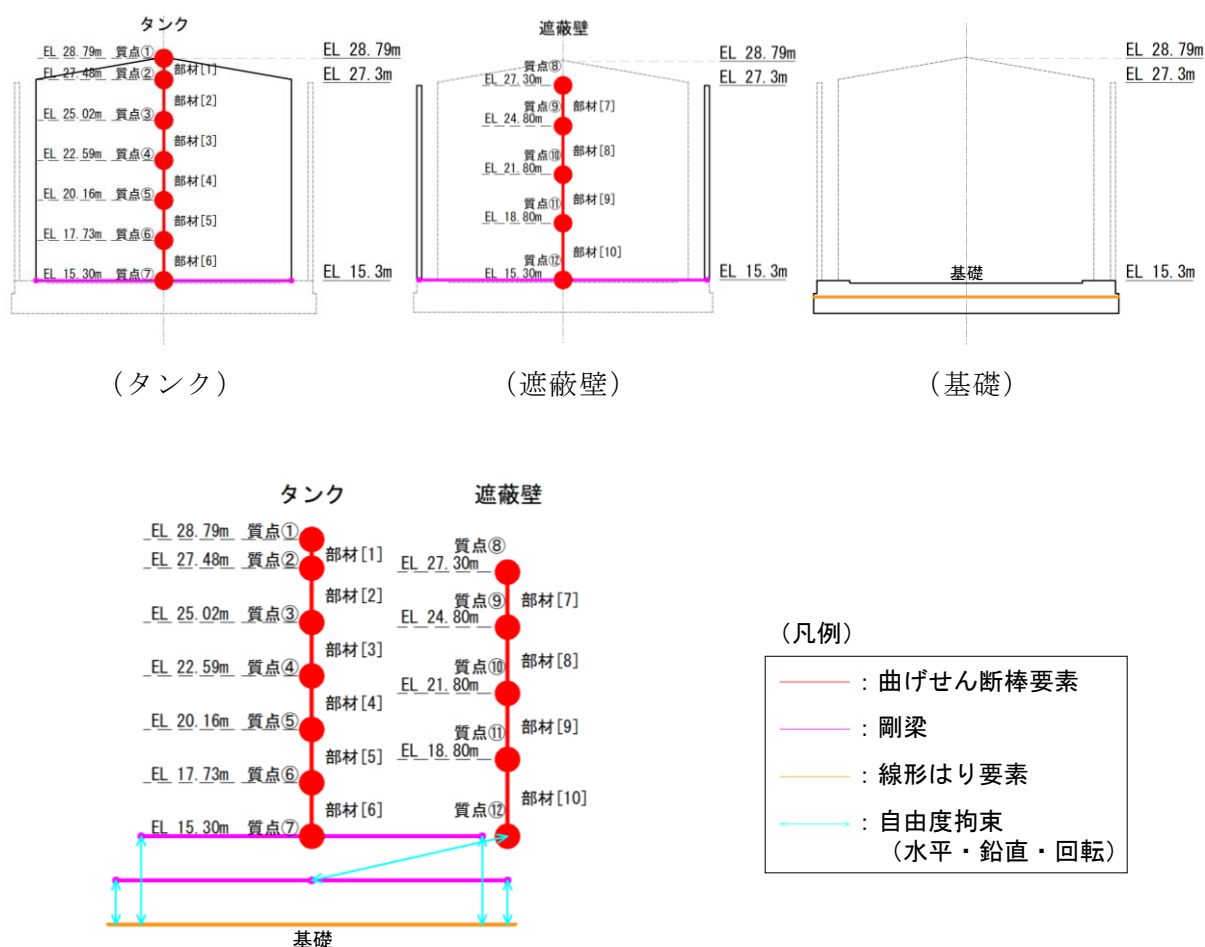 タンク
EL 28.79m 質点①
部材[1]
EL 27.48m 質点②
部材[2]
EL 25.02m 質点③
部材[3]
EL 22.59m 質点④
部材[4]
EL 20.16m 質点⑤
部材[5]
EL 17.73m 質点⑥
部材[6]
EL 15.30m 質点⑦
EL 28.79m
EL 27.3m
EL 15.3m
(タンク)
遮蔽壁
質点⑧
EL 27.30m
部材[7]
質点⑨
EL 24.80m
部材[8]
質点⑩
EL 21.80m
部材[9]
質点⑪
EL 18.80m
部材[10]
質点⑫
EL 15.30m
EL 28.79m
EL 27.3m
EL 15.3m
(遮蔽壁)
EL 28.79m
EL 27.3m
基礎
EL 15.3m
(基礎)
タンク
EL 28.79m 質点①
部材[1]
EL 27.48m 質点②
部材[2]
EL 25.02m 質点③
部材[3]
EL 22.59m 質点④
部材[4]
EL 20.16m 質点⑤
部材[5]
EL 17.73m 質点⑥
部材[6]
EL 15.30m 質点⑦
遮蔽壁
質点⑧
EL 27.30m
部材[7]
質点⑨
EL 24.80m
部材[8]
質点⑩
EL 21.80m
部材[9]
質点⑪
EL 18.80m
部材[10]
質点⑫
基礎
(凡例)
:曲げせん断棒要素
:剛梁
:線形はり要素
:自由度拘束
(水平・鉛直・回転)